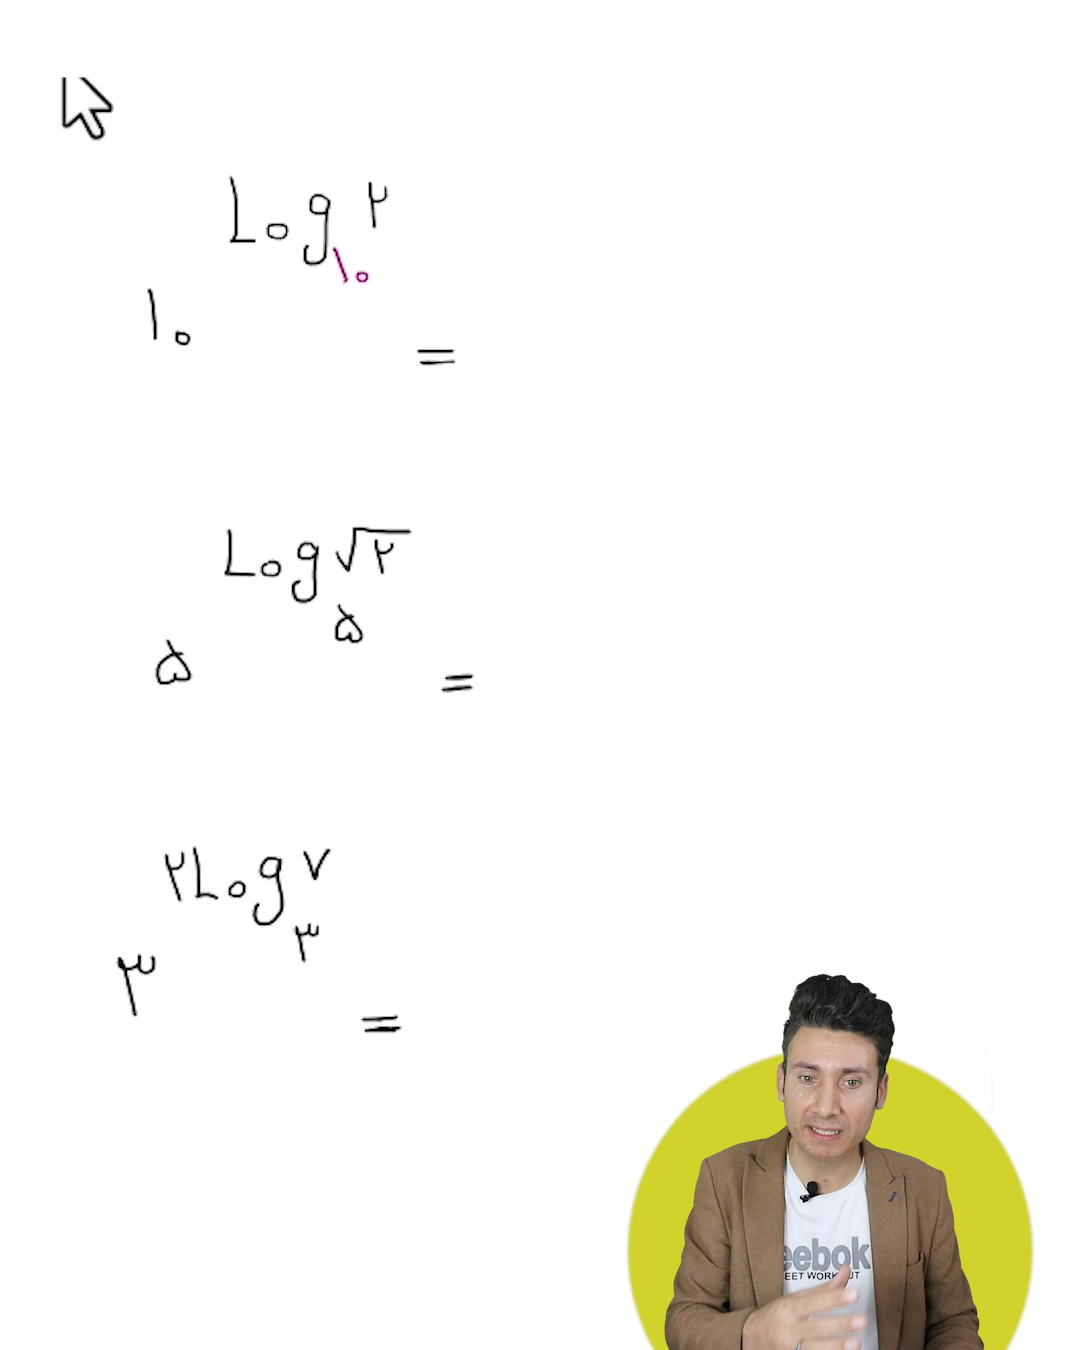 Log ۲
۱۰
۱۰
=
Log √۲
۵
۵
=
۲Log ۷
۳
۳
=
eebok
EET WORK UT